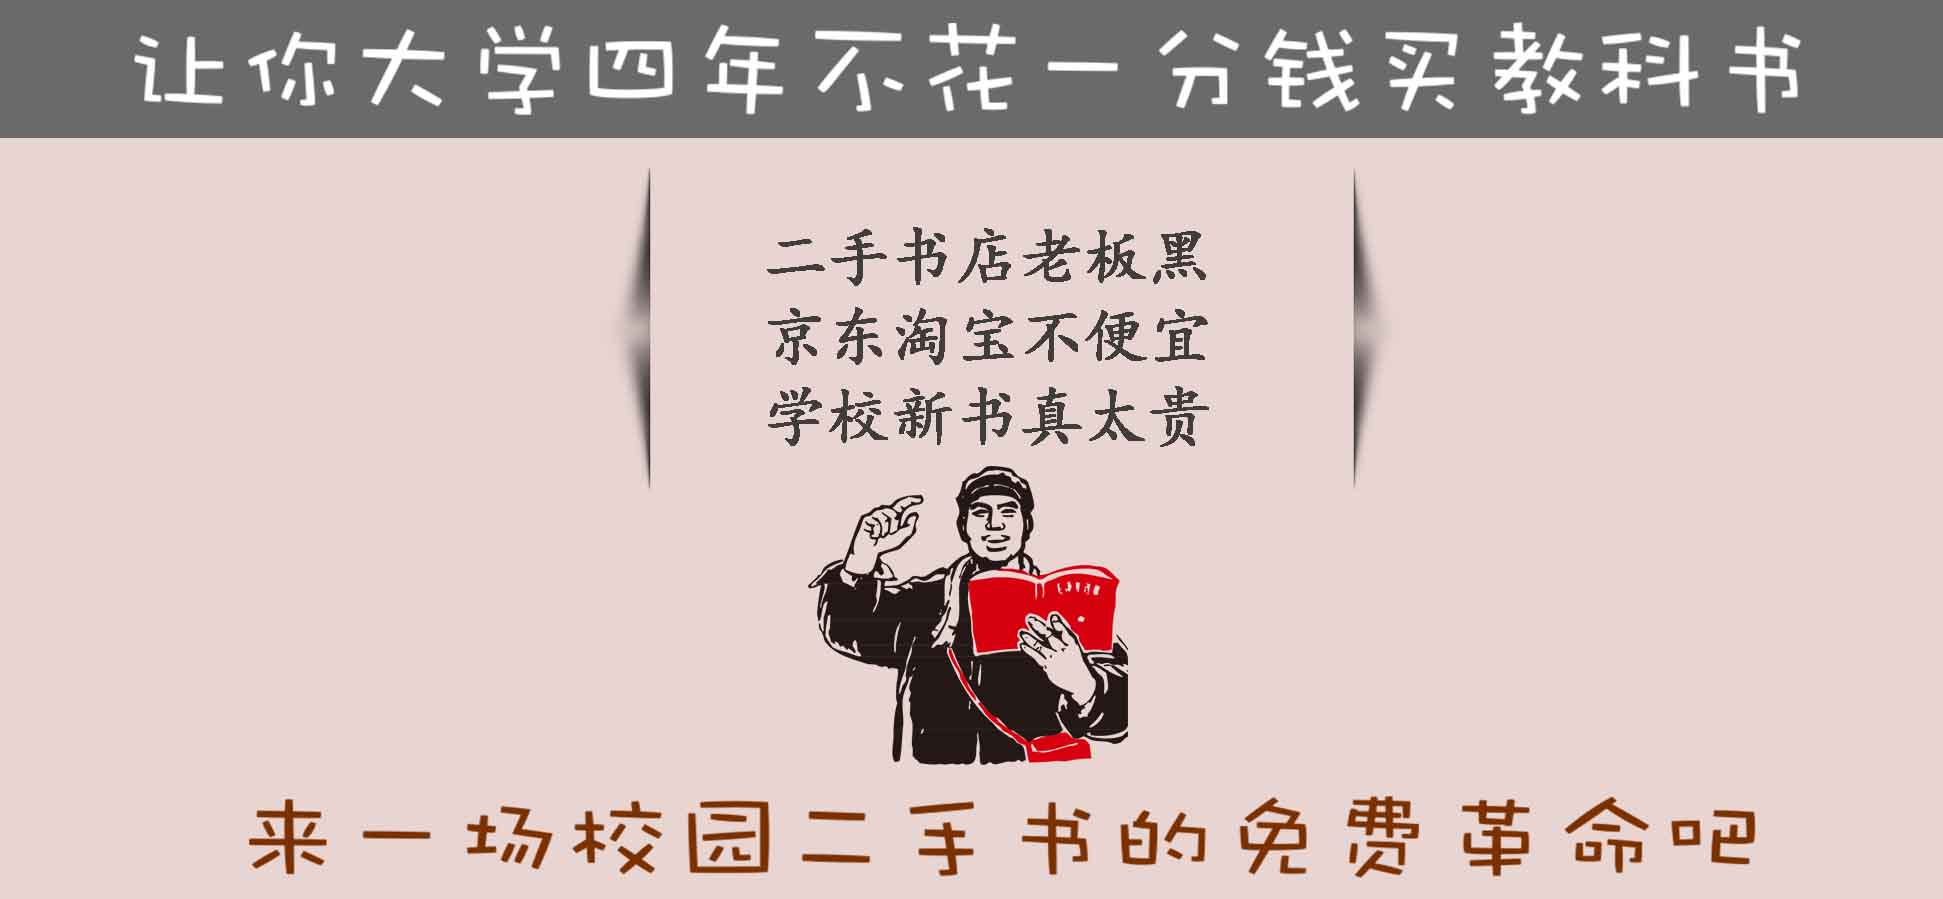 让你大学四年不花一分钱买教科书
二手书店老板黑
京东淘宝不便宜
学校新书真太贵
来一场校园二手书的免费革命吧